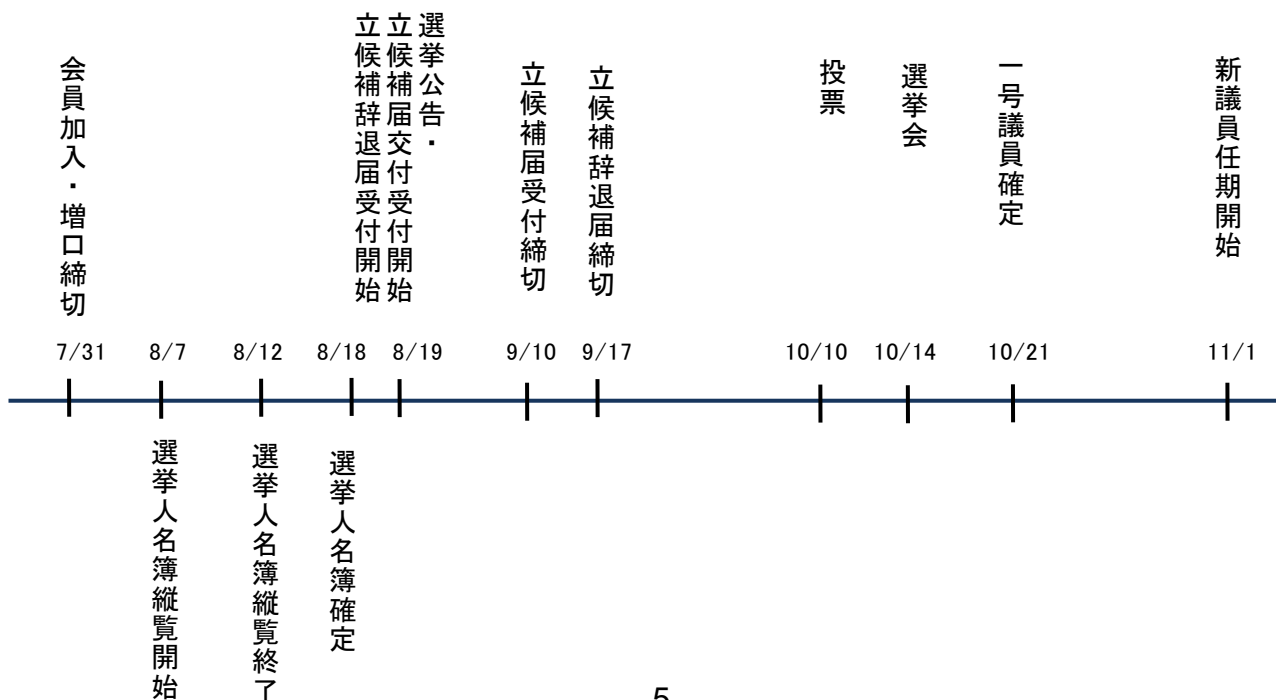 会員加入・増口締切
選挙公告・
立候補届交付受付開始
立候補辞退届受付開始
立候補届受付締切
立候補辞退届締切
投票
選挙会
一号議員確定
新議員任期開始
7/31
8/7
8/12
8/18
8/19
9/10
9/17
10/10
10/14
10/21
11/1
選挙人名簿縦覧開始
選挙人名簿縦覧終了
選挙人名簿確定
5